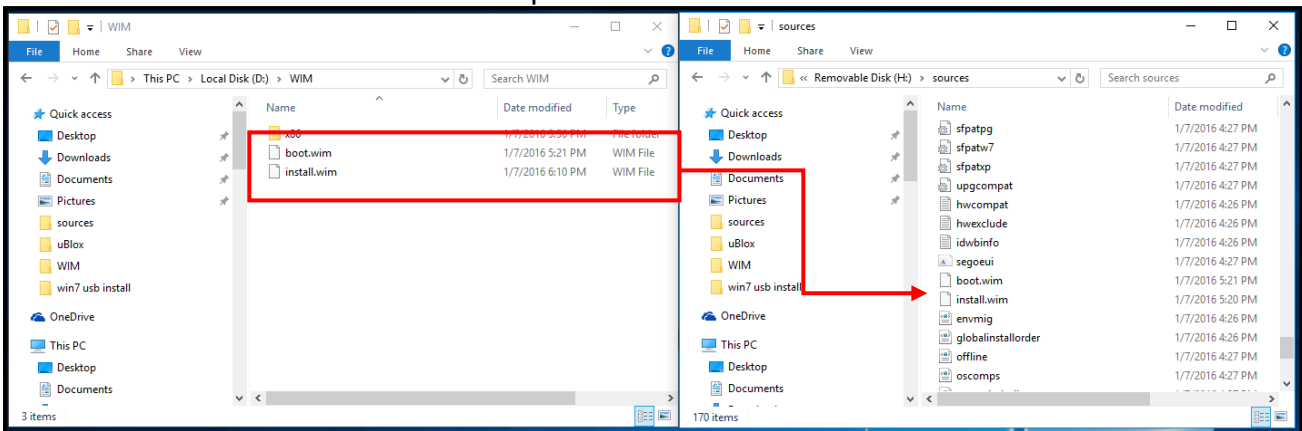 WIM
File Home Share View
This PC > Local Disk (D:) > WIM
Search WIM
Quick access
Desktop
Downloads
Documents
Pictures
sources
uBlox
WIM
win7 usb install
OneDrive
This PC
Desktop
Documents
Name Date modified Type
x86 1/7/2016 5:56 PM File folder
boot.wim 1/7/2016 5:21 PM WIM File
install.wim 1/7/2016 6:10 PM WIM File
3 items
sources
File Home Share View
« Removable Disk (H:) > sources
Search sources
Quick access
Desktop
Downloads
Documents
Pictures
sources
uBlox
WIM
win7 usb install
OneDrive
This PC
Desktop
Documents
Name Date modified
sfpatpg 1/7/2016 4:27 PM
sfpatw7 1/7/2016 4:27 PM
sfpatxp 1/7/2016 4:27 PM
upgcompat 1/7/2016 4:27 PM
hwcompat 1/7/2016 4:26 PM
hwexclude 1/7/2016 4:26 PM
idwbinfo 1/7/2016 4:26 PM
segoeui 1/7/2016 4:27 PM
boot.wim 1/7/2016 5:21 PM
install.wim 1/7/2016 5:20 PM
envmig 1/7/2016 4:26 PM
globalinstallorder 1/7/2016 4:26 PM
offline 1/7/2016 4:27 PM
oscomps 1/7/2016 4:27 PM
170 items